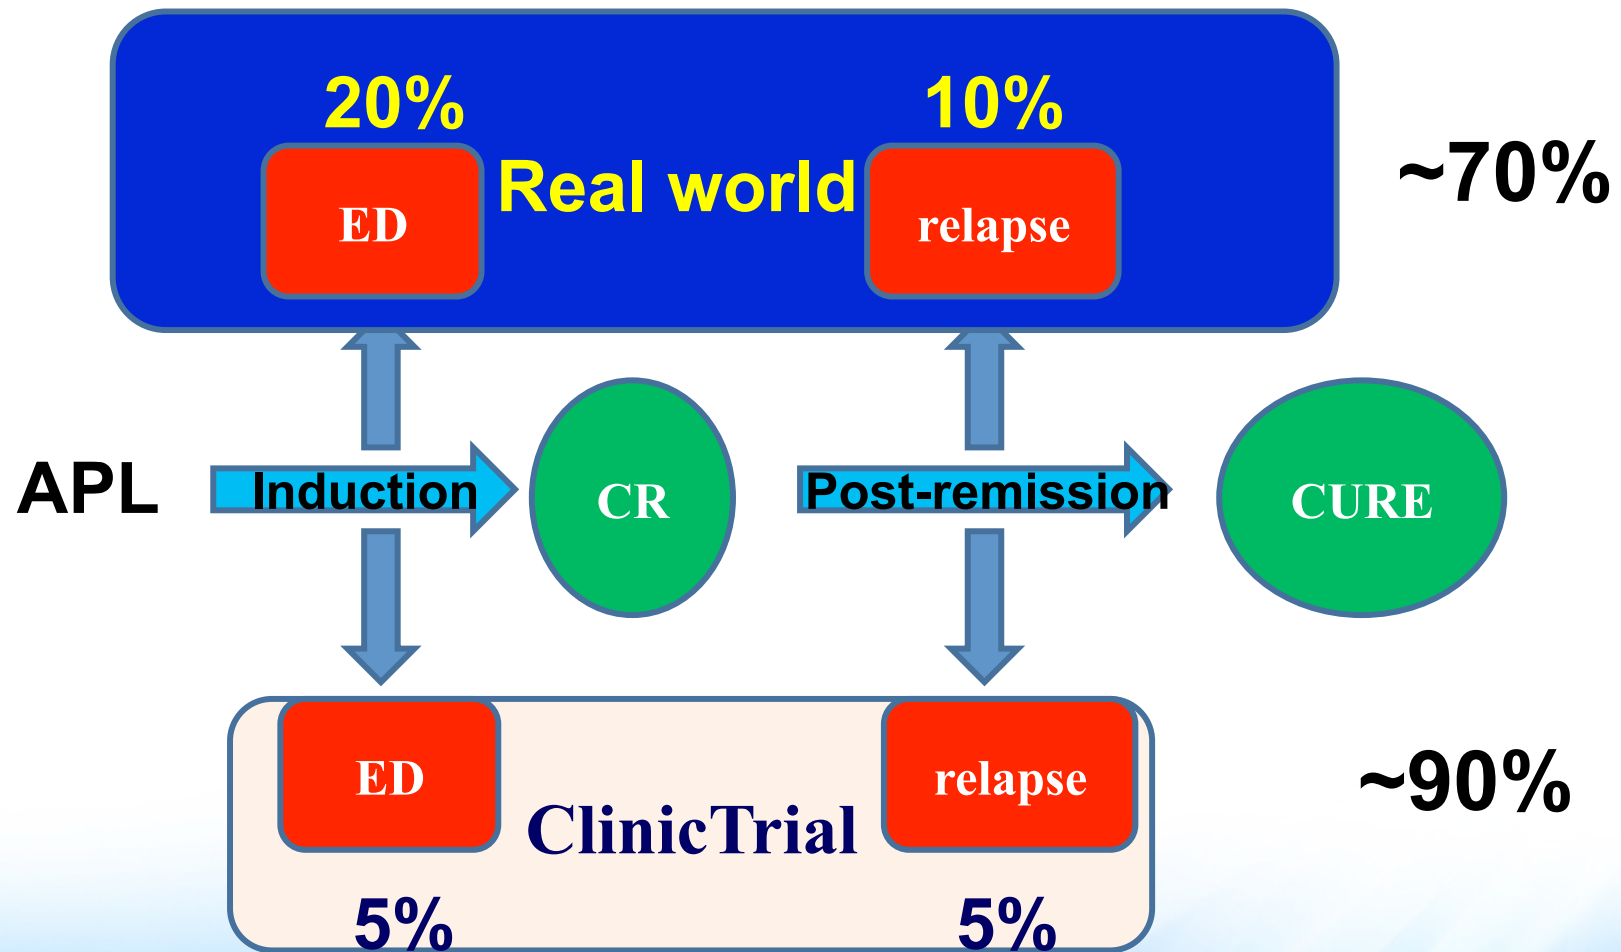 20%
10%
Real world
ED
relapse
~70%
APL
Induction
CR
Post-remission
CURE
ED
relapse
ClinicTrial
~90%
5%
5%